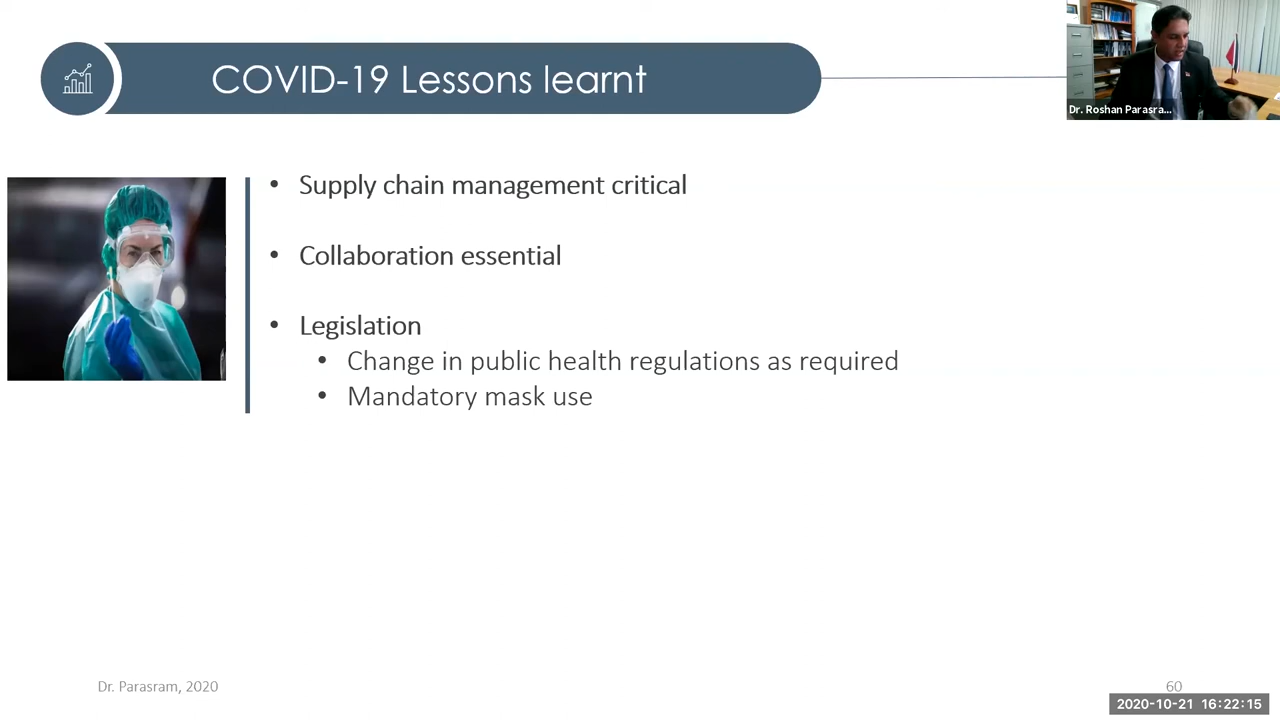 COVID-19 Lessons learnt
Dr. Roshan Parasra...
• Supply chain management critical
• Collaboration essential
• Legislation
• Change in public health regulations as required
• Mandatory mask use
Dr. Parasram, 2020
60
2020-10-21 16:22:15